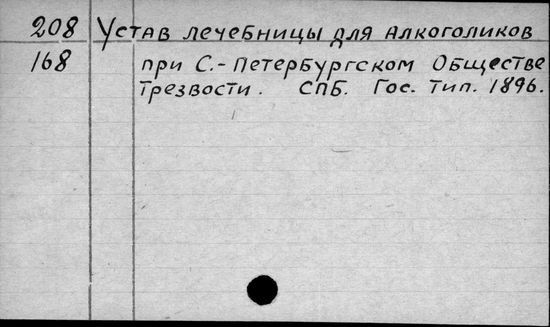 208 Устав лечебницы для алкоголиков
168 при С.-Петербургском Обществе
Трезвости. СПБ. Гос. Тип. 1896.